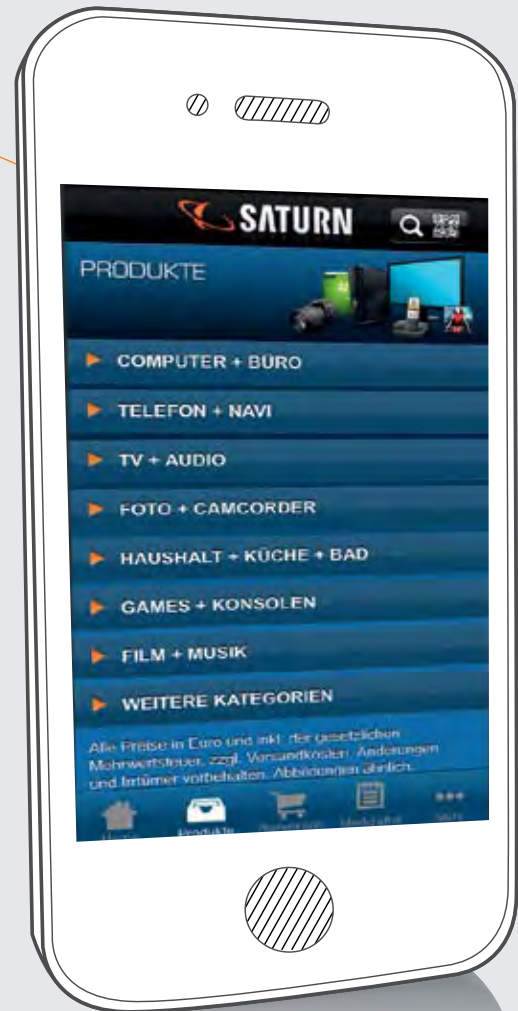 SATURN
PRODUKTE
COMPUTER + BÜRO
TELEFON + NAVI
TV + AUDIO
FOTO + CAMCORDER
HAUSHALT + KÜCHE + BAD
GAMES + KONSOLEN
FILM + MUSIK
WEITERE KATEGORIEN
Alle Preise in Euro und inkl. der gesetzlichen
Mehrwertsteuer, zzgl. Versandkosten. Änderungen
und Irrtümer vorbehalten. Abbildungen ähnlich.
Produkte